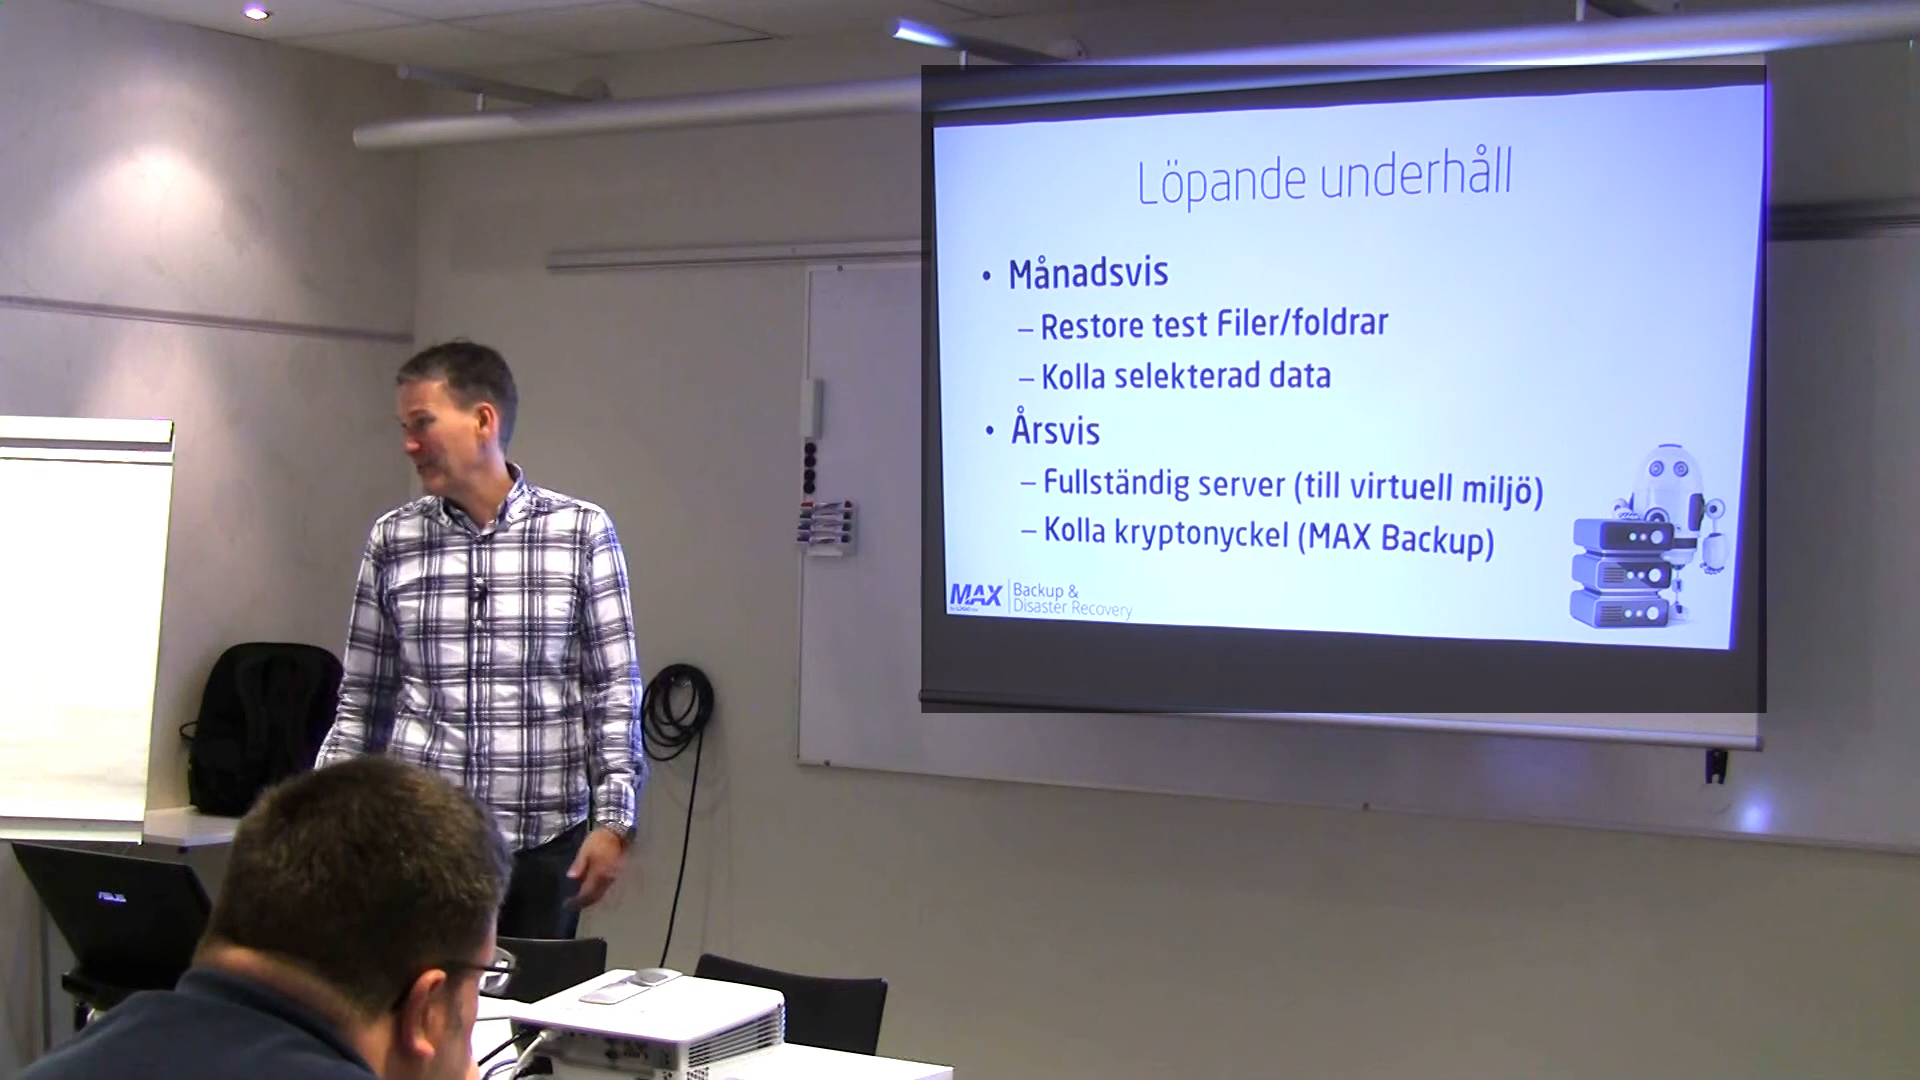 Löpande underhåll
• Månadsvis
– Restore test Filer/foldrar
– Kolla selekterad data
• Årsvis
– Fullständig server (till virtuell miljö)
– Kolla kryptonyckel (MAX Backup)
MAX
Backup &
Disaster Recovery
ASUS